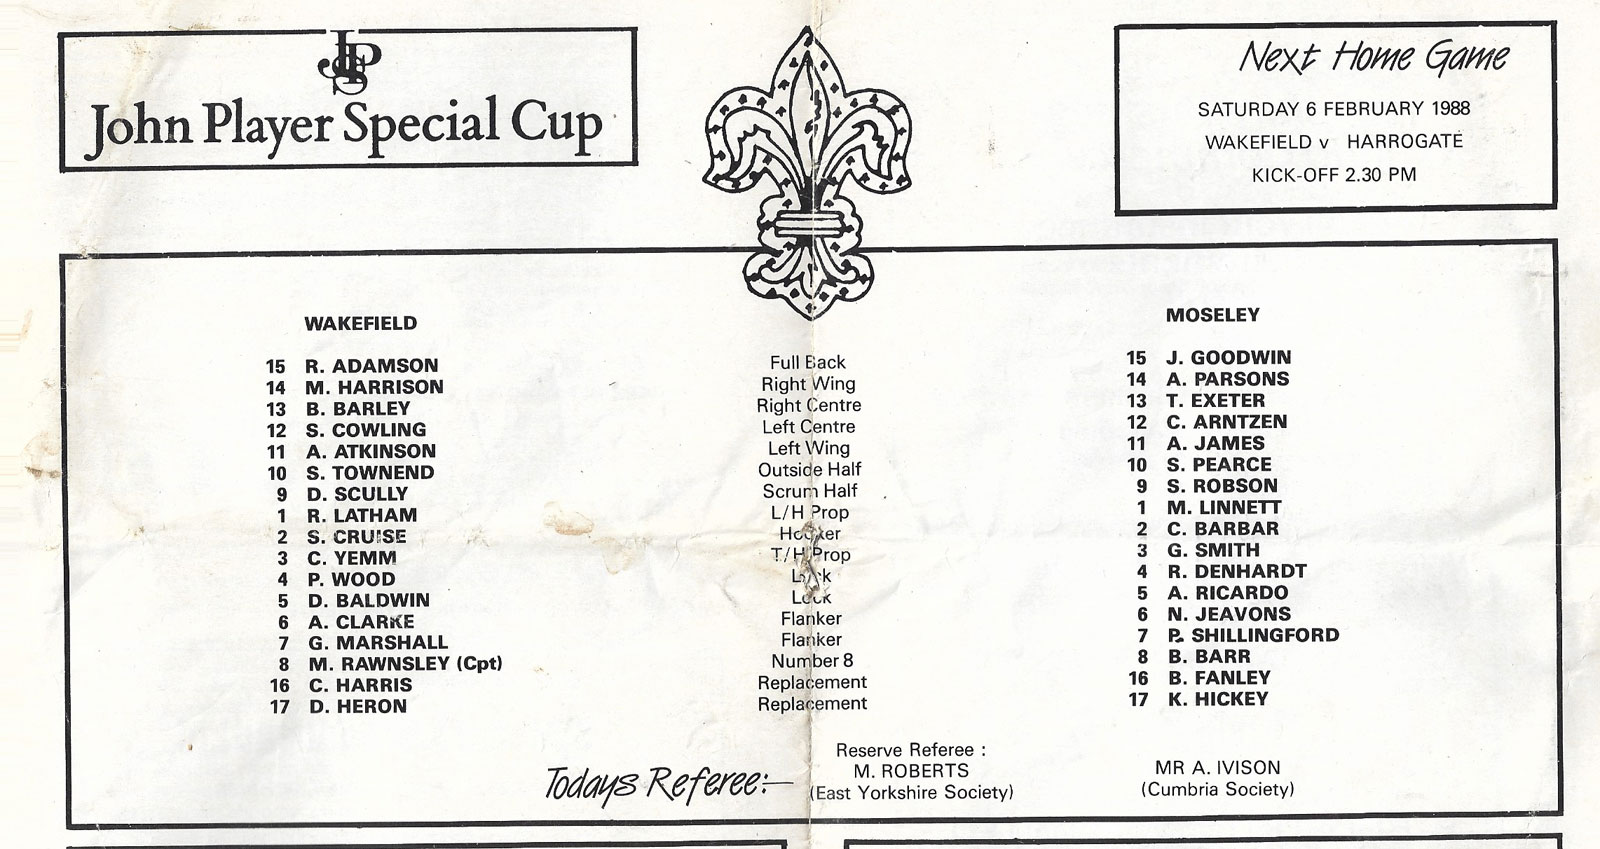 JPS
John Player Special Cup
Next Home Game
SATURDAY 6 FEBRUARY 1988
WAKEFIELD v HARROGATE
KICK-OFF 2.30 PM
WAKEFIELD MOSELEY
15 R. ADAMSON Full Back 15 J. GOODWIN
14 M. HARRISON Right Wing 14 A. PARSONS
13 B. BARLEY Right Centre 13 T. EXETER
12 S. COWLING Left Centre 12 C. ARNTZEN
11 A. ATKINSON Left Wing 11 A. JAMES
10 S. TOWNEND Outside Half 10 S. PEARCE
9 D. SCULLY Scrum Half 9 S. ROBSON
1 R. LATHAM L/H Prop 1 M. LINNETT
2 S. CRUISE Hooker 2 C. BARBAR
3 C. YEMM T/H Prop 3 G. SMITH
4 P. WOOD Lock 4 R. DENHARDT
5 D. BALDWIN Lock 5 A. RICARDO
6 A. CLARKE Flanker 6 N. JEAVONS
7 G. MARSHALL Flanker 7 P. SHILLINGFORD
8 M. RAWNSLEY (Cpt) Number 8 8 B. BARR
16 C. HARRIS Replacement 16 B. FANLEY
17 D. HERON Replacement 17 K. HICKEY
Todays Referee:-
Reserve Referee :
M. ROBERTS
(East Yorkshire Society)
MR A. IVISON
(Cumbria Society)